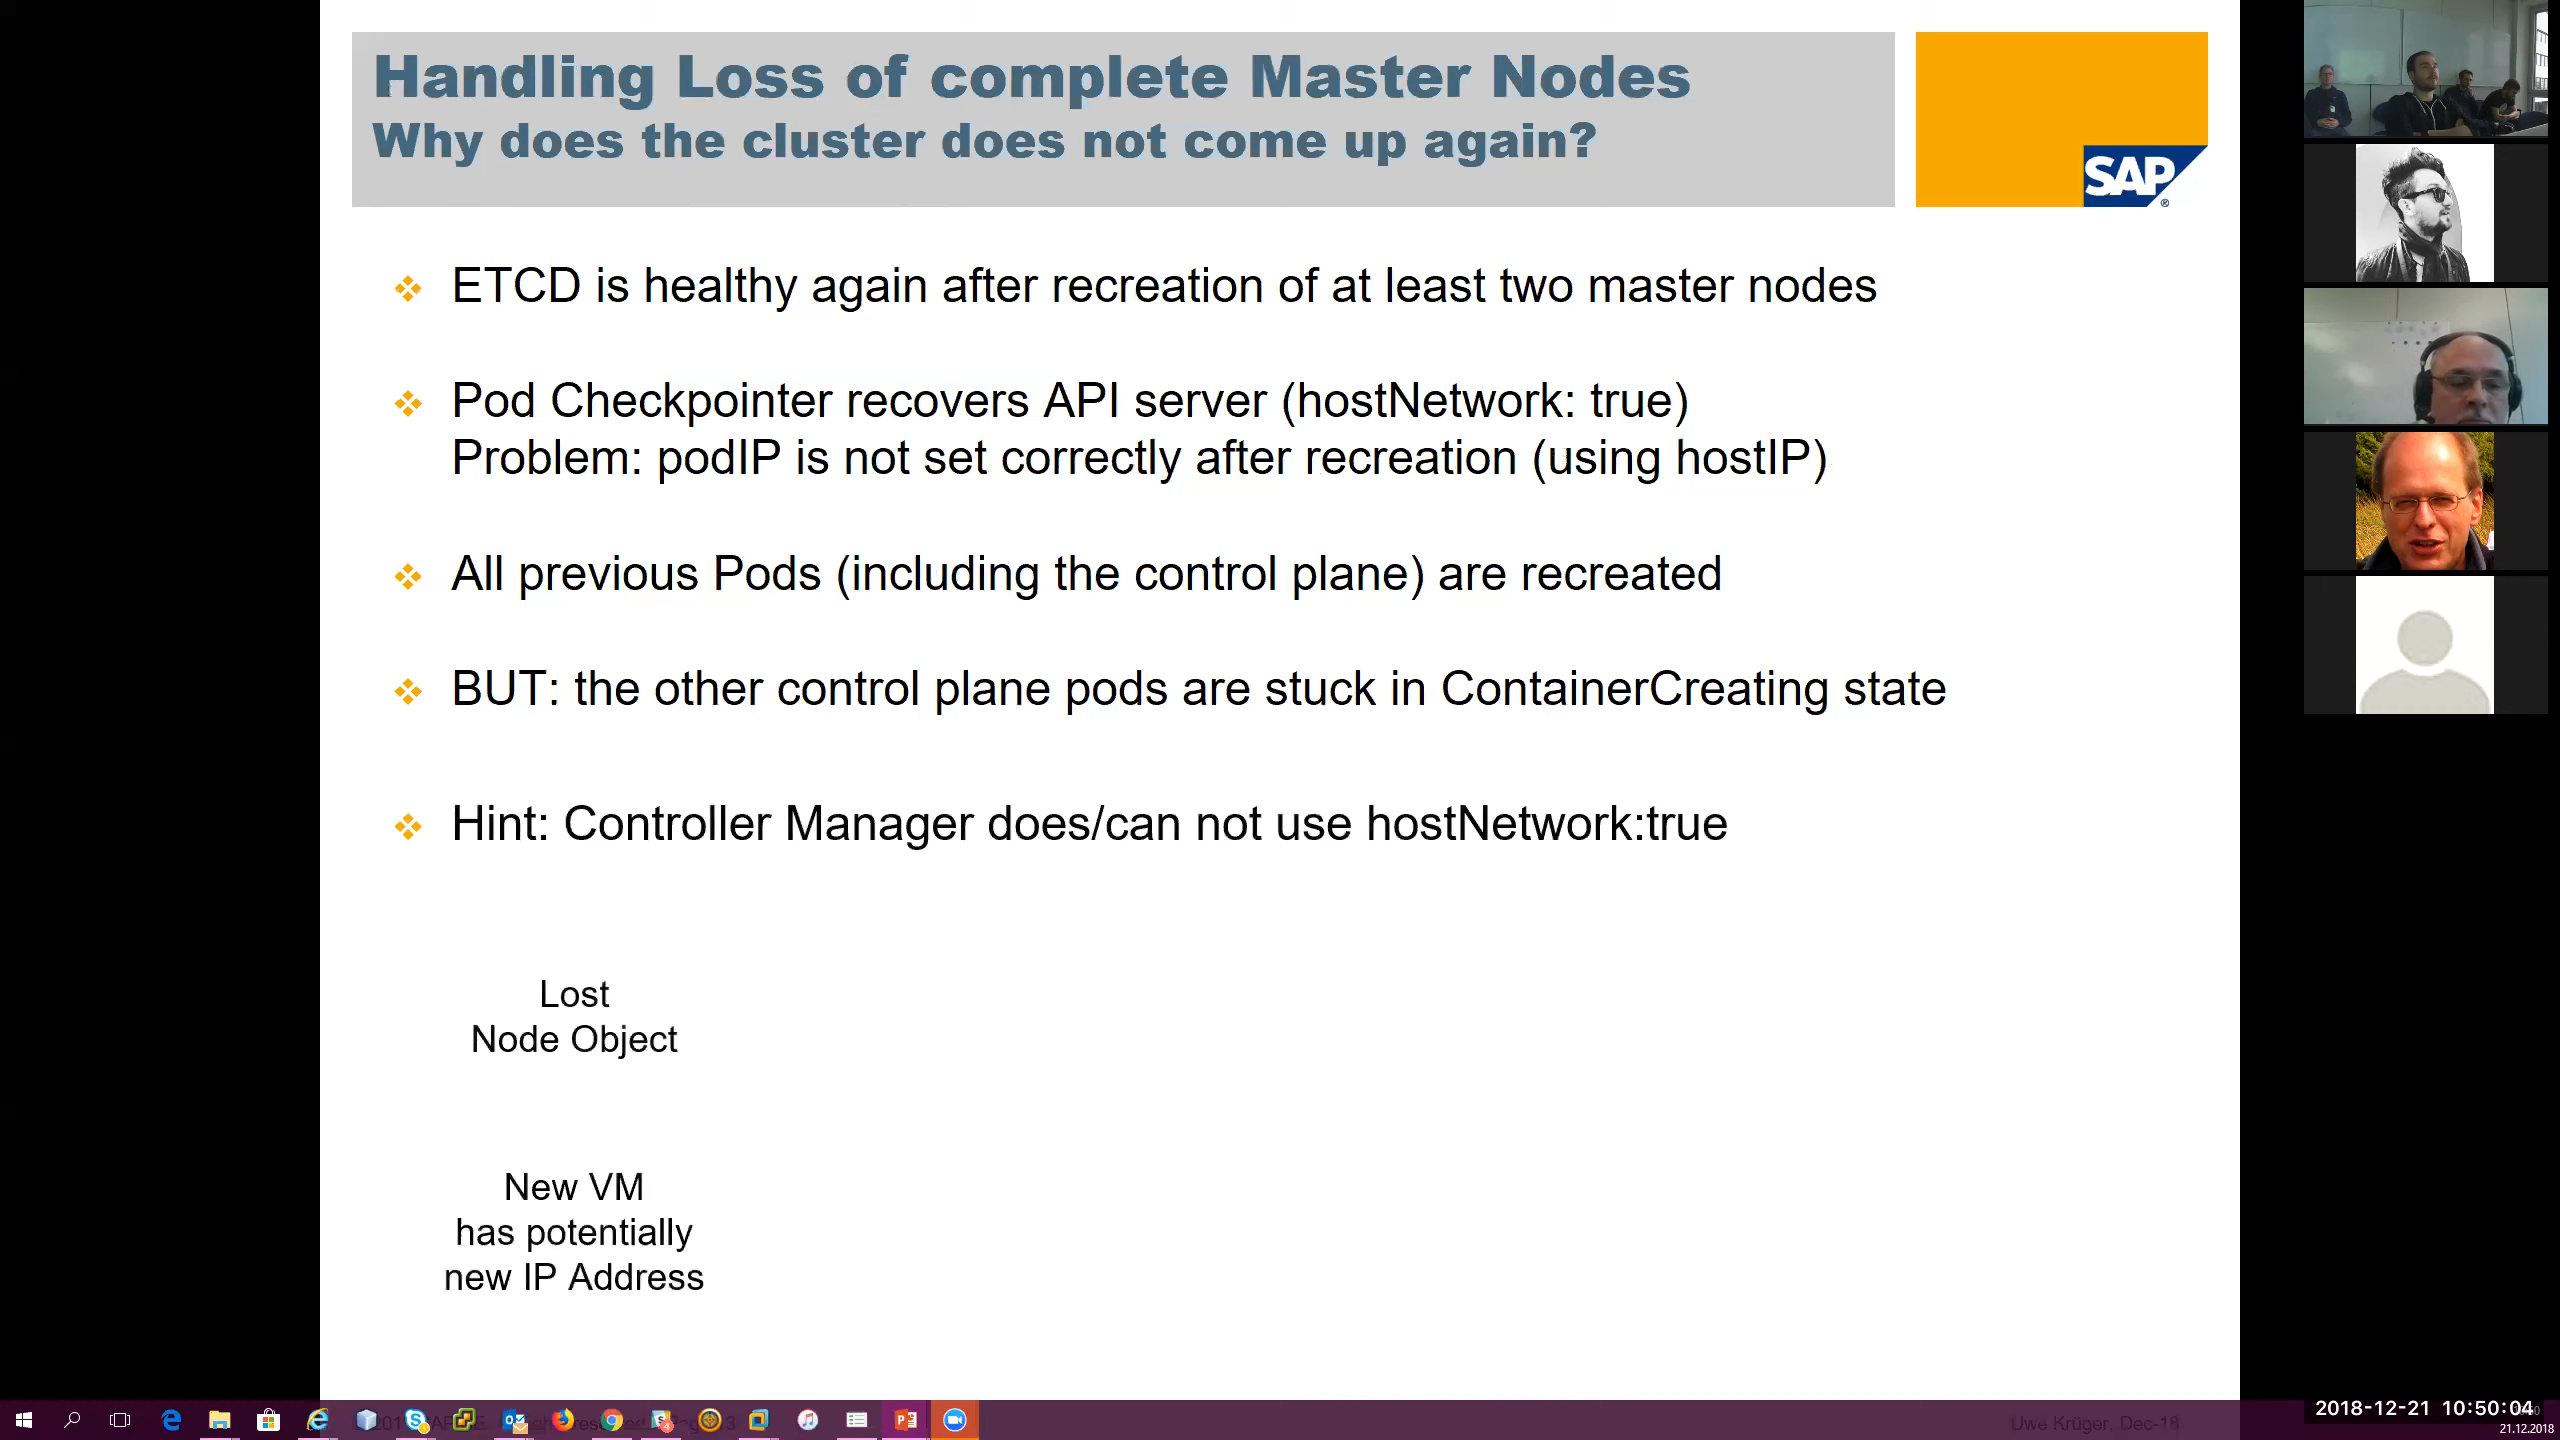 Handling Loss of complete Master Nodes
Why does the cluster does not come up again?
SAP
®
ETCD is healthy again after recreation of at least two master nodes
Pod Checkpointer recovers API server (hostNetwork: true)
Problem: podIP is not set correctly after recreation (using hostIP)
All previous Pods (including the control plane) are recreated
BUT: the other control plane pods are stuck in ContainerCreating state
Hint: Controller Manager does/can not use hostNetwork:true
Lost
Node Object
New VM
has potentially
new IP Address
Uwe Krüger, Dec-18
2018-12-21 10:50:04
21.12.2018